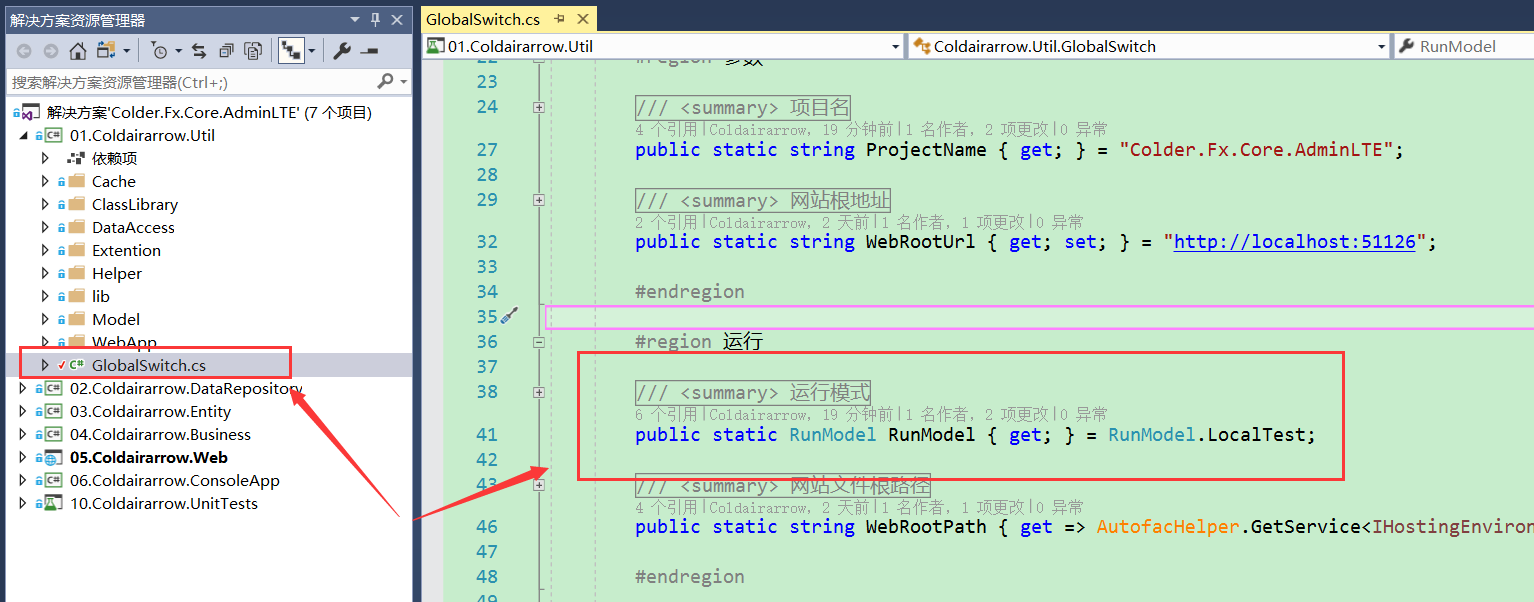 解决方案资源管理器
搜索解决方案资源管理器(Ctrl+;)
解决方案'Colder.Fx.Core.AdminLTE' (7 个项目)
01.Coldairarrow.Util
依赖项
Cache
ClassLibrary
DataAccess
Extention
Helper
lib
Model
WebApp
GlobalSwitch.cs
02.Coldairarrow.DataRepository
03.Coldairarrow.Entity
04.Coldairarrow.Business
05.Coldairarrow.Web
06.Coldairarrow.ConsoleApp
10.Coldairarrow.UnitTests
GlobalSwitch.cs
01.Coldairarrow.Util
Coldairarrow.Util.GlobalSwitch
RunModel
22 #region 参数
23
24 /// <summary> 项目名
4 个引用|Coldairarrow, 19 分钟前|1 名作者, 2 项更改|0 异常
27 public static string ProjectName { get; } = "Colder.Fx.Core.AdminLTE";
28
29 /// <summary> 网站根地址
2 个引用|Coldairarrow, 2 天前|1 名作者, 1 项更改|0 异常
32 public static string WebRootUrl { get; set; } = "http://localhost:51126";
33
34 #endregion
35
36 #region 运行
37
38 /// <summary> 运行模式
6 个引用|Coldairarrow, 19 分钟前|1 名作者, 2 项更改|0 异常
41 public static RunModel RunModel { get; } = RunModel.LocalTest;
42
43 /// <summary> 网站文件根路径
4 个引用|Coldairarrow, 2 天前|1 名作者, 2 项更改|0 异常
46 public static string WebRootPath { get => AutofacHelper.GetService<IHostingEnviron
47
48 #endregion
49